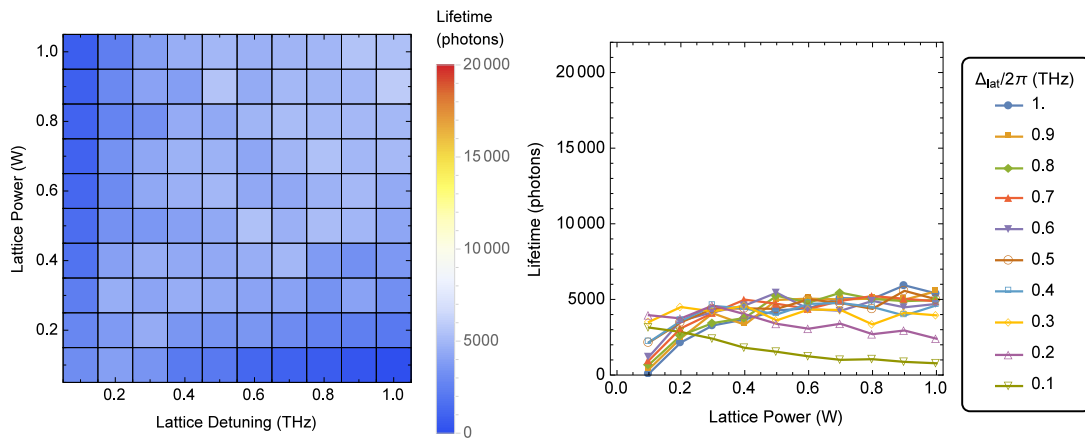 Lifetime
(photons)
1.0
0.8
0.6
0.4
0.2
Lattice Power (W)
0.2 0.4 0.6 0.8 1.0
Lattice Detuning (THz)
20 000
15 000
10 000
5000
0
20 000
15 000
10 000
5000
0
Lifetime (photons)
0.0 0.2 0.4 0.6 0.8 1.0
Lattice Power (W)
Δlat/2π (THz)
1.
0.9
0.8
0.7
0.6
0.5
0.4
0.3
0.2
0.1